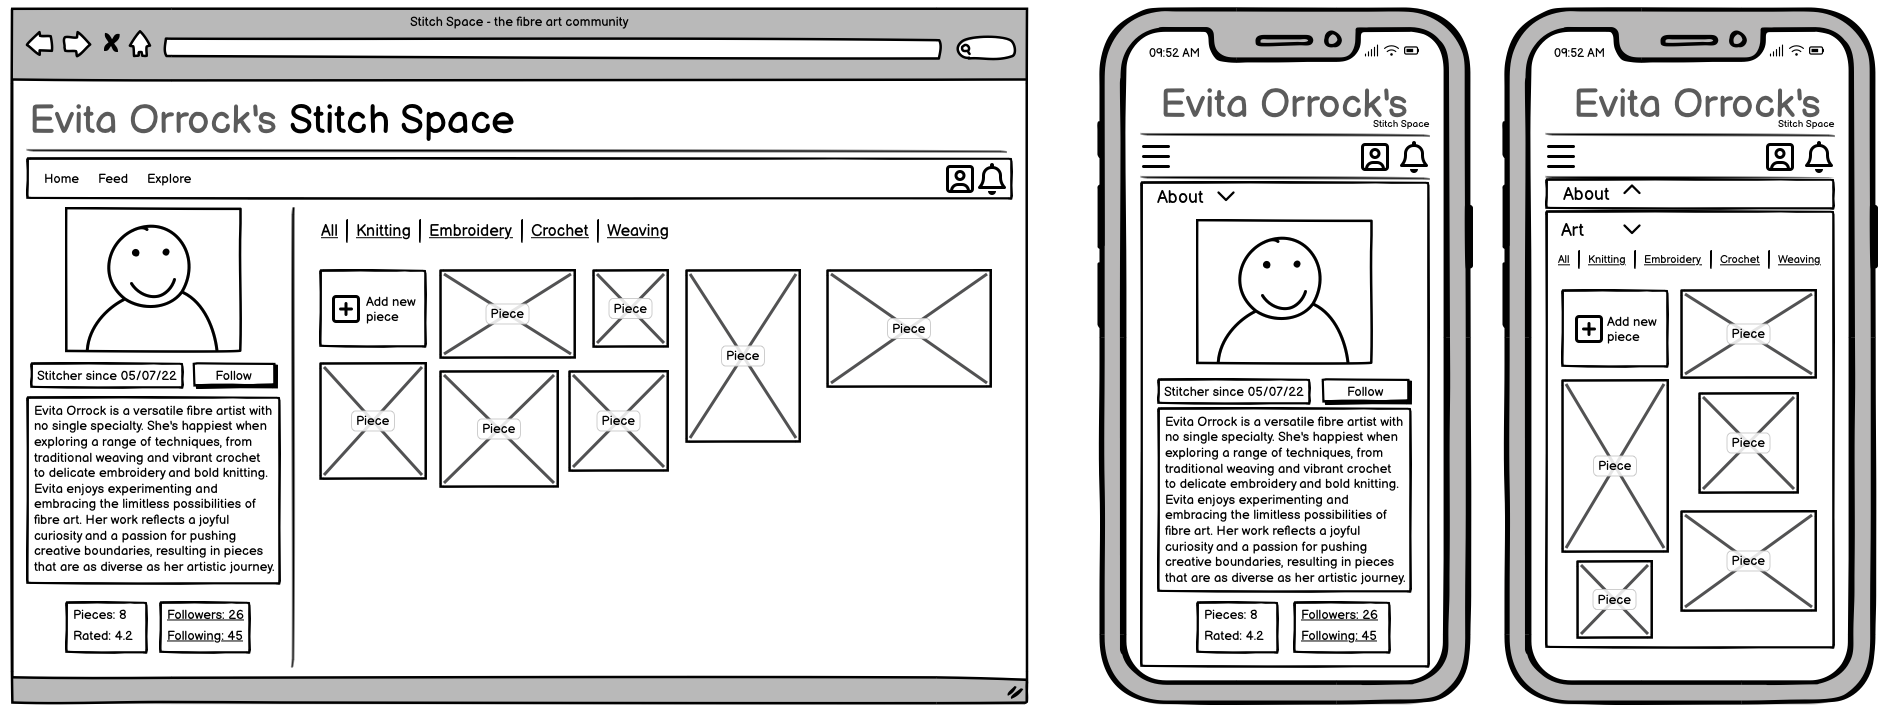 Stitch Space - the fibre art community
Evita Orrock's Stitch Space
Home Feed Explore
Stitcher since 05/07/22 Follow
Evita Orrock is a versatile fibre artist with
no single specialty. She's happiest when
exploring a range of techniques, from
traditional weaving and vibrant crochet
to delicate embroidery and bold knitting.
Evita enjoys experimenting and
embracing the limitless possibilities of
fibre art. Her work reflects a joyful
curiosity and a passion for pushing
creative boundaries, resulting in pieces
that are as diverse as her artistic journey.
Pieces: 8
Rated: 4.2
Followers: 26
Following: 45
All | Knitting | Embroidery | Crochet | Weaving
Add new
piece
Piece
Piece
Piece
Piece
Piece
Piece
Piece
09:52 AM
Evita Orrock's
Stitch Space
About
Stitcher since 05/07/22 Follow
Evita Orrock is a versatile fibre artist with
no single specialty. She's happiest when
exploring a range of techniques, from
traditional weaving and vibrant crochet
to delicate embroidery and bold knitting.
Evita enjoys experimenting and
embracing the limitless possibilities of
fibre art. Her work reflects a joyful
curiosity and a passion for pushing
creative boundaries, resulting in pieces
that are as diverse as her artistic journey.
Pieces: 8
Rated: 4.2
Followers: 26
Following: 45
09:52 AM
Evita Orrock's
Stitch Space
About
Art
All | Knitting | Embroidery | Crochet | Weaving
Add new
piece
Piece
Piece
Piece
Piece
Piece